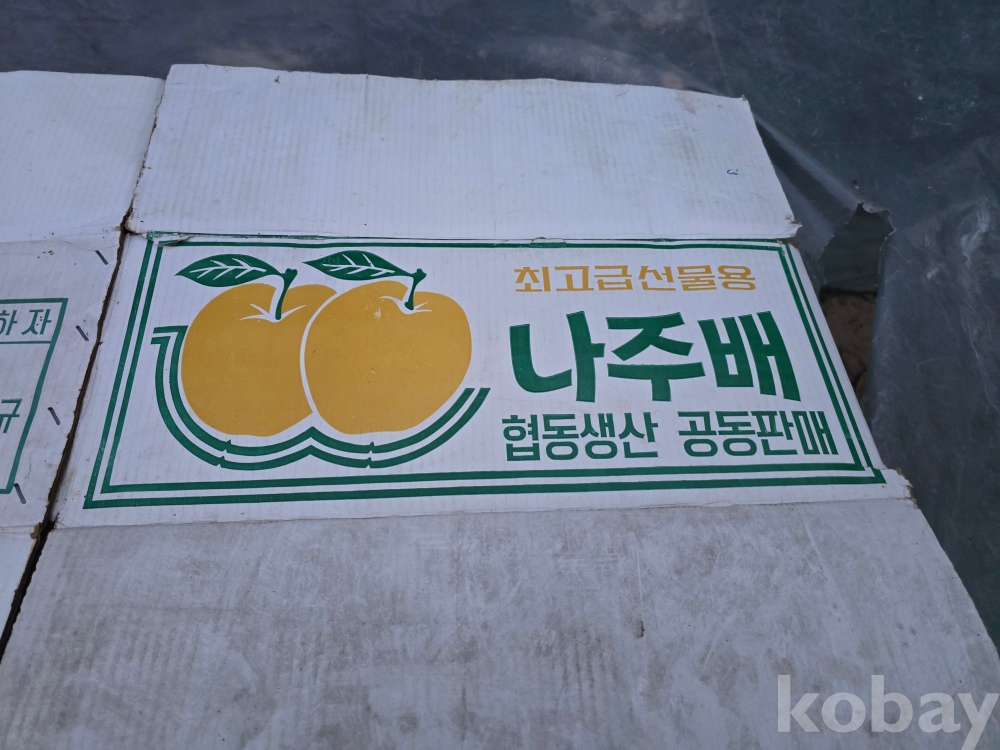 최고급선물용
나주배
협동생산 공동판매
하자
규
kobay